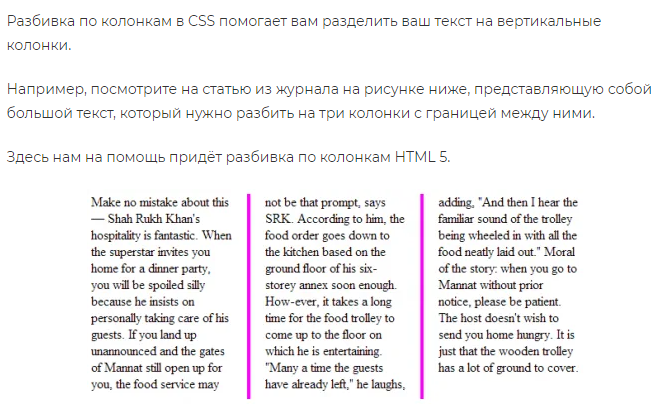 Разбивка по колонкам в CSS помогает вам разделить ваш текст на вертикальные
колонки.
Например, посмотрите на статью из журнала на рисунке ниже, представляющую собой
большой текст, который нужно разбить на три колонки с границей между ними.
Здесь нам на помощь придёт разбивка по колонкам HTML 5.
Make no mistake about this
— Shah Rukh Khan's
hospitality is fantastic. When
the superstar invites you
home for a dinner party,
you will be spoiled silly
because he insists on
personally taking care of his
guests. If you land up
unannounced and the gates
of Mannat still open up for
you, the food service may
not be that prompt, says
SRK. According to him, the
food order goes down to
the kitchen based on the
ground floor of his six-
storey annex soon enough.
How-ever, it takes a long
time for the food trolley to
come up to the floor on
which he is entertaining.
"Many a time the guests
have already left," he laughs,
adding, "And then I hear the
familiar sound of the trolley
being wheeled in with all the
food neatly laid out." Moral
of the story: when you go to
Mannat without prior
notice, please be patient.
The host doesn't wish to
send you home hungry. It is
just that the wooden trolley
has a lot of ground to cover.